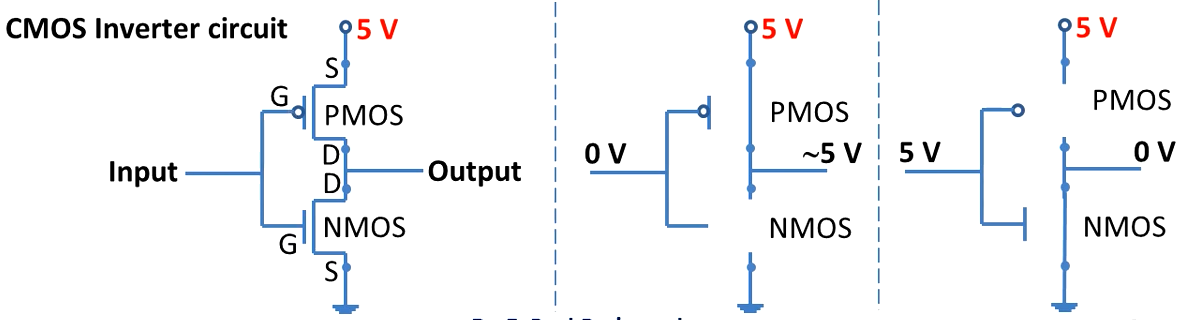 CMOS Inverter circuit
5 V
S
G
PMOS
D
Input
Output
D
NMOS
G
S
5 V
PMOS
0 V
~5 V
NMOS
5 V
PMOS
5 V
0 V
NMOS